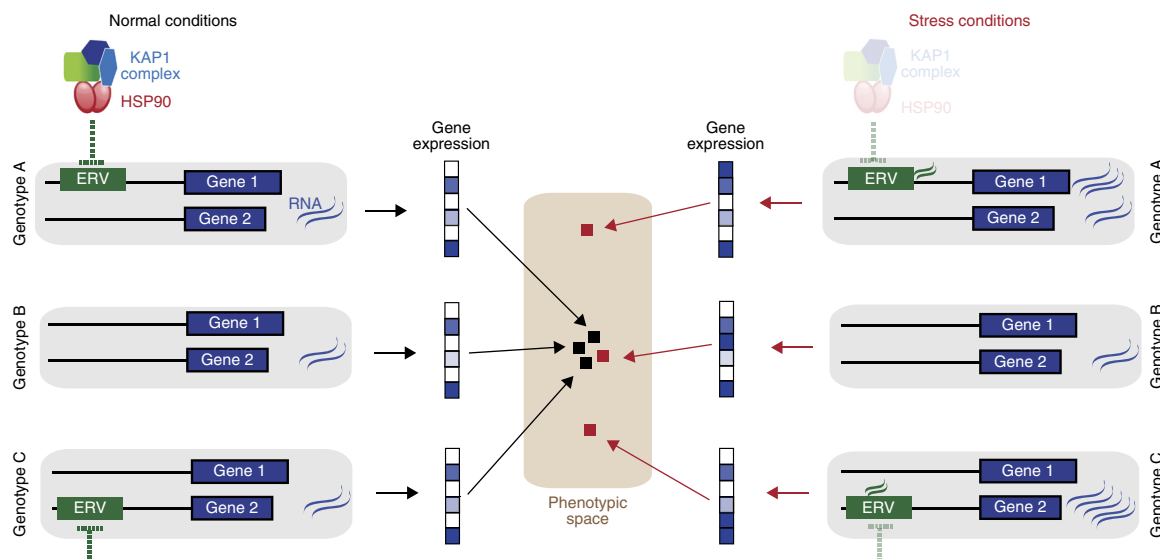 Normal conditions
Stress conditions
KAP1
complex
HSP90
KAP1
complex
HSP90
Gene
expression
Gene
expression
Genotype A
ERV
Gene 1
Gene 2
RNA
ERV
Gene 1
Gene 2
Genotype A
Genotype B
Gene 1
Gene 2
Gene 1
Gene 2
Genotype B
Genotype C
Gene 1
ERV
Gene 2
Phenotypic
space
Gene 1
ERV
Gene 2
Genotype C